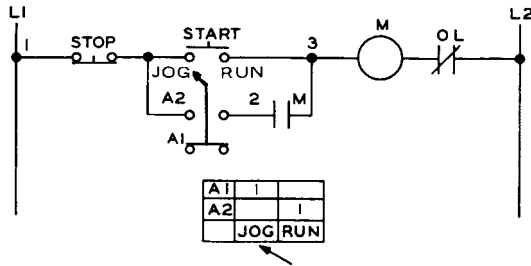 L1 L2
1 STOP START 3 M OL
JOG RUN
A2 2 M
A1
A1 1
A2 1
JOG RUN